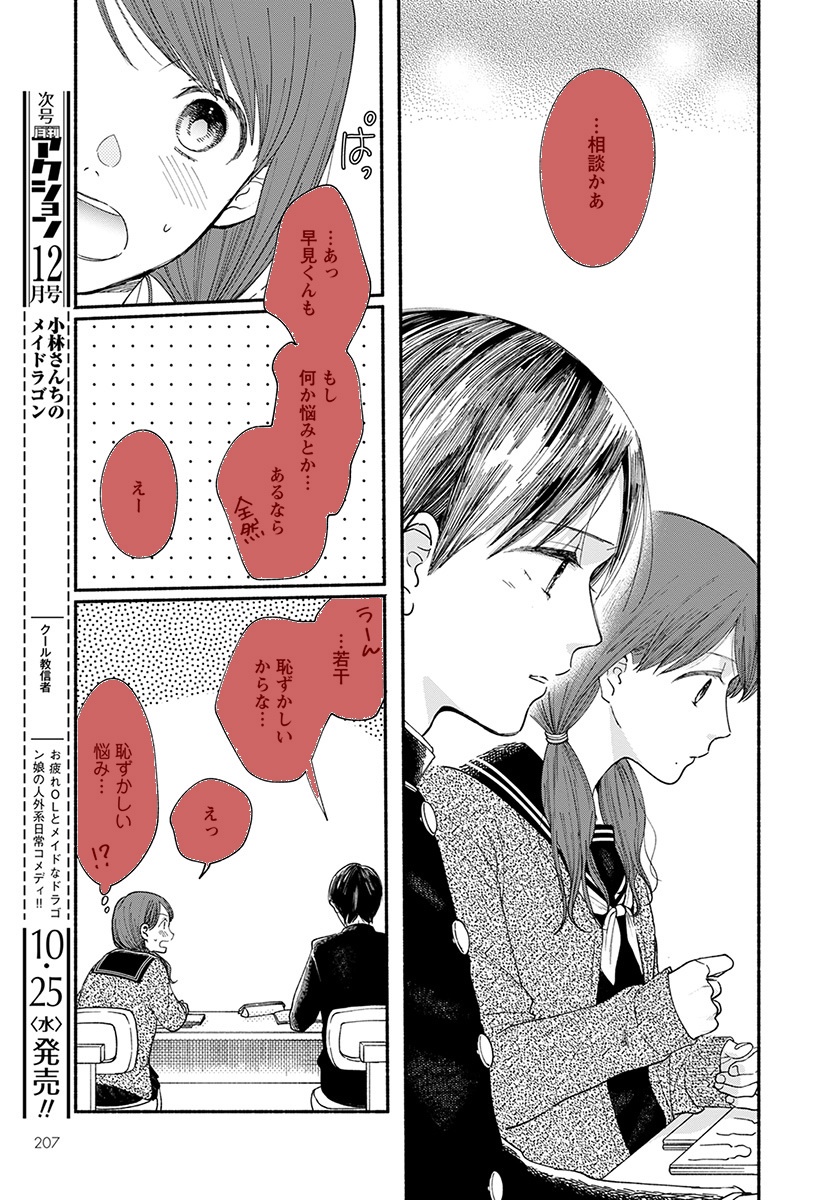 …相談かあ
ぱっ
…あっ
早見くんも
もし
何か悩みとか…
あるなら
全然
えー
うーん
…若干
恥ずかしい
からな…
えっ
恥ずかしい
悩み…
!?
次号月刊アクション12月号
小林さんちの
メイドラゴン
クール教信者
お疲れOLとメイドなドラゴ
ン娘の人外系日常コメディ!!
10・25〈水〉発売!!
207